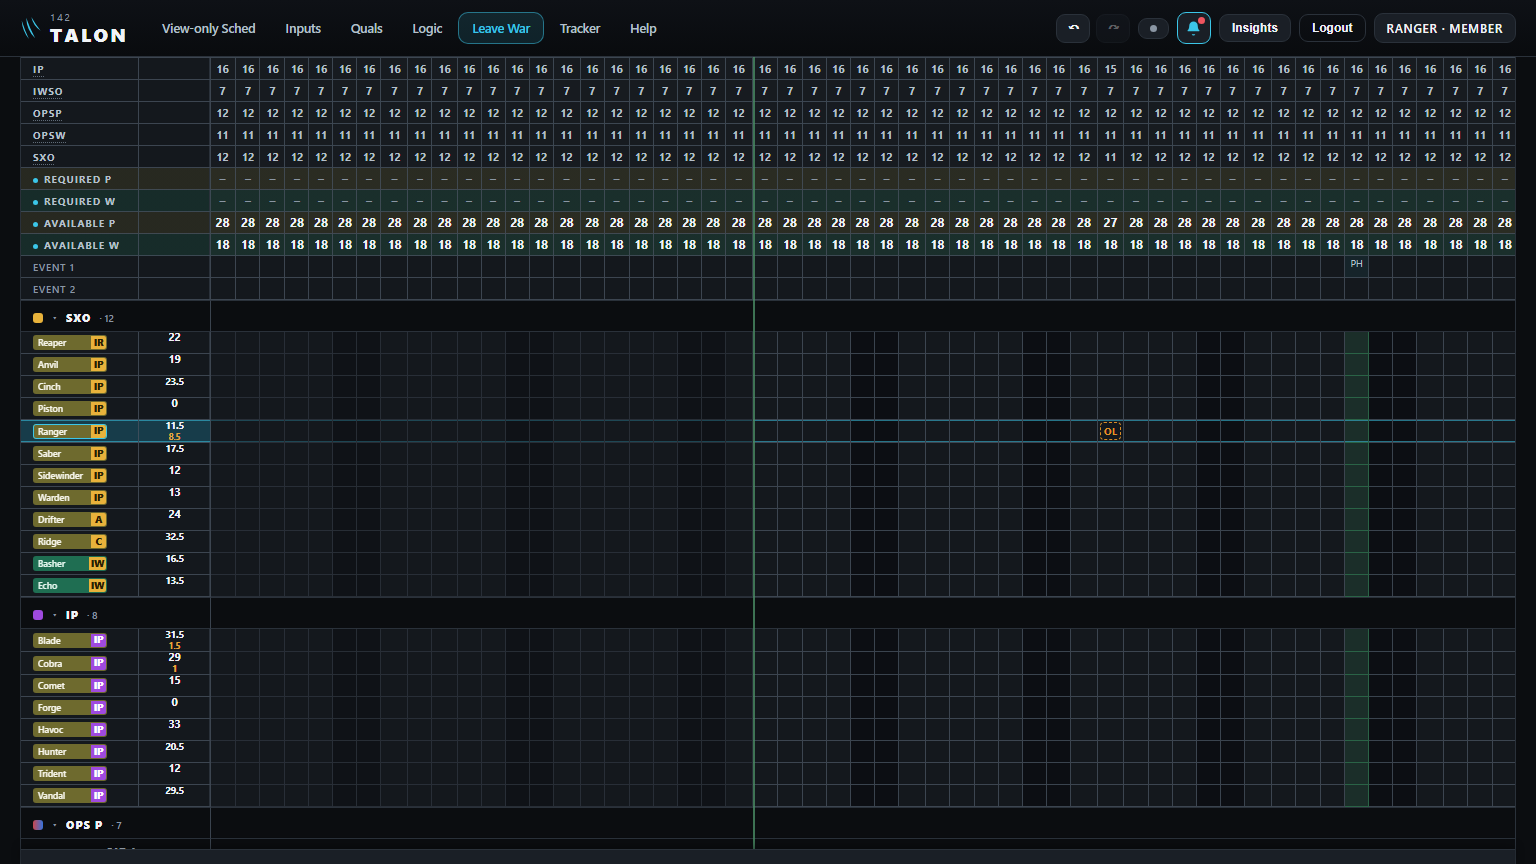 142
TALON
View-only Sched Inputs Quals Logic Leave War Tracker Help Insights Logout RANGER · MEMBER
IP 16 16 16 16 16 16 16 16 16 16 16 16 16 16 16 16 16 16 16 16 16 16 16 16 16 16 16 16 16 16 16 16 16 16 16 16 15 16 16 16 16 16 16 16 16 16 16 16 16 16 16 16 16
IWSO 7 7 7 7 7 7 7 7 7 7 7 7 7 7 7 7 7 7 7 7 7 7 7 7 7 7 7 7 7 7 7 7 7 7 7 7 7 7 7 7 7 7 7 7 7 7 7 7 7 7 7 7 7
OPSP 12 12 12 12 12 12 12 12 12 12 12 12 12 12 12 12 12 12 12 12 12 12 12 12 12 12 12 12 12 12 12 12 12 12 12 12 12 12 12 12 12 12 12 12 12 12 12 12 12 12 12 12 12
OPSW 11 11 11 11 11 11 11 11 11 11 11 11 11 11 11 11 11 11 11 11 11 11 11 11 11 11 11 11 11 11 11 11 11 11 11 11 11 11 11 11 11 11 11 11 11 11 11 11 11 11 11 11 11
SXO 12 12 12 12 12 12 12 12 12 12 12 12 12 12 12 12 12 12 12 12 12 12 12 12 12 12 12 12 12 12 12 12 12 12 12 12 11 12 12 12 12 12 12 12 12 12 12 12 12 12 12 12 12
REQUIRED P – – – – – – – – – – – – – – – – – – – – – – – – – – – – – – – – – – – – – – – – – – – – – – – – – – – – –
REQUIRED W – – – – – – – – – – – – – – – – – – – – – – – – – – – – – – – – – – – – – – – – – – – – – – – – – – – – –
AVAILABLE P 28 28 28 28 28 28 28 28 28 28 28 28 28 28 28 28 28 28 28 28 28 28 28 28 28 28 28 28 28 28 28 28 28 28 28 28 27 28 28 28 28 28 28 28 28 28 28 28 28 28 28 28 28
AVAILABLE W 18 18 18 18 18 18 18 18 18 18 18 18 18 18 18 18 18 18 18 18 18 18 18 18 18 18 18 18 18 18 18 18 18 18 18 18 18 18 18 18 18 18 18 18 18 18 18 18 18 18 18 18 18
EVENT 1 PH
EVENT 2
· SXO · 12
Reaper IR 22
Anvil IP 19
Cinch IP 23.5
Piston IP 0
Ranger IP 11.5 OL
8.5
Saber IP 17.5
Sidewinder IP 12
Warden IP 13
Drifter A 24
Ridge C 32.5
Basher IW 16.5
Echo IW 13.5
· IP · 8
Blade IP 31.5
1.5
Cobra IP 29
1
Comet IP 15
Forge IP 0
Havoc IP 33
Hunter IP 20.5
Trident IP 12
Vandal IP 29.5
· OPS P · 7